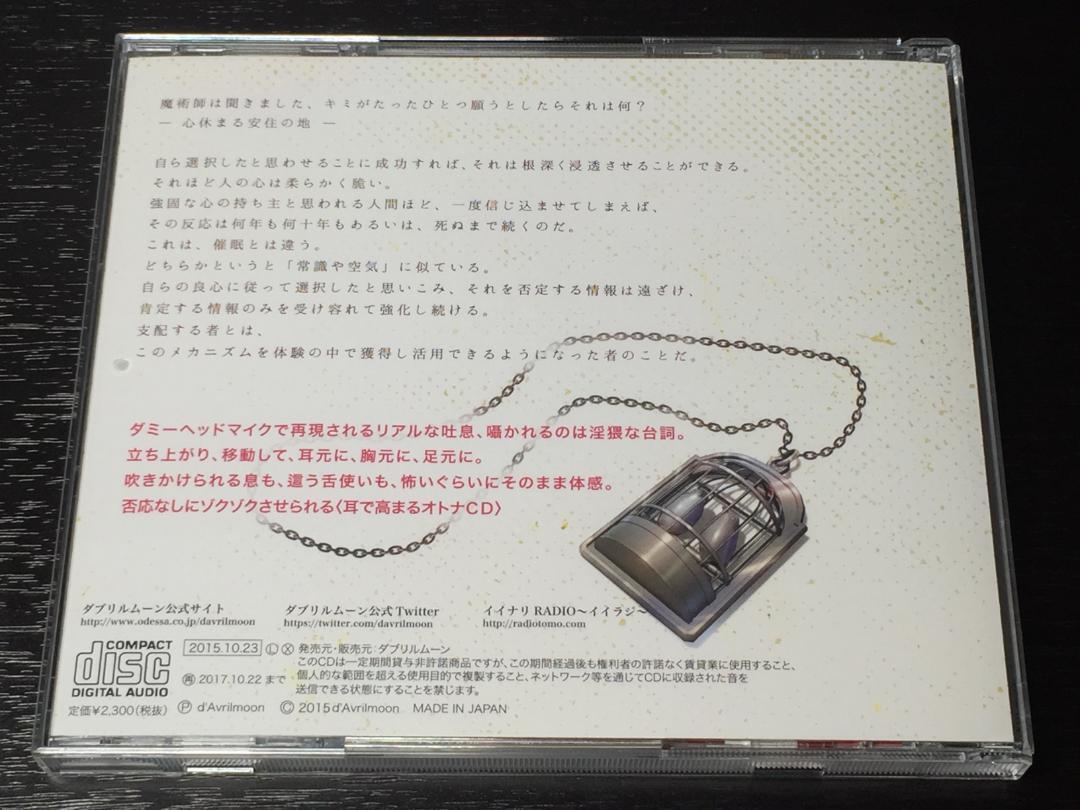 魔術師は聞きました、キミがたったひとつ願うとしたらそれは何？
― 心休まる安住の地 ―
自ら選択したと思わせることに成功すれば、それは根深く浸透させることができる。
それほど人の心は柔らかく脆い。
強固な心の持ち主と思われる人間ほど、一度信じ込ませてしまえば、
その反応は何年も何十年もあるいは、死ぬまで続くのだ。
これは、催眠とは違う。
どちらかというと「常識や空気」に似ている。
自らの良心に従って選択したと思いこみ、それを否定する情報は遠ざけ、
肯定する情報のみを受け容れて強化し続ける。
支配する者とは、
このメカニズムを体験の中で獲得し活用できるようになった者のことだ。
ダミーヘッドマイクで再現されるリアルな吐息、囁かれるのは淫猥な台詞。
立ち上がり、移動して、耳元に、胸元に、足元に。
吹きかけられる息も、這う舌使いも、怖いぐらいにそのまま体感。
否応なしにゾクゾクさせられる〈耳で高まるオトナCD〉
ダブリルムーン公式サイト
http://www.odessa.co.jp/davrilmoon
ダブリルムーン公式Twitter
https://twitter.com/davrilmoon
イイナリRADIO〜イイラジ〜
http://radiotomo.com
COMPACT
disc
DIGITAL AUDIO
2015.10.23 Ⓛ Ⓧ 発売元・販売元：ダブリルムーン
このCDは一定期間貸与非許諾商品ですが、この期間経過後も権利者の許諾なく賃貸業に使用すること、
個人的な範囲を超える使用目的で複製すること、ネットワーク等を通じてCDに収録された音を
送信できる状態にすることを禁じます。
㊢ 2017.10.22 まで
定価¥2,300(税抜) Ⓟ d'Avrilmoon © 2015 d'Avrilmoon MADE IN JAPAN